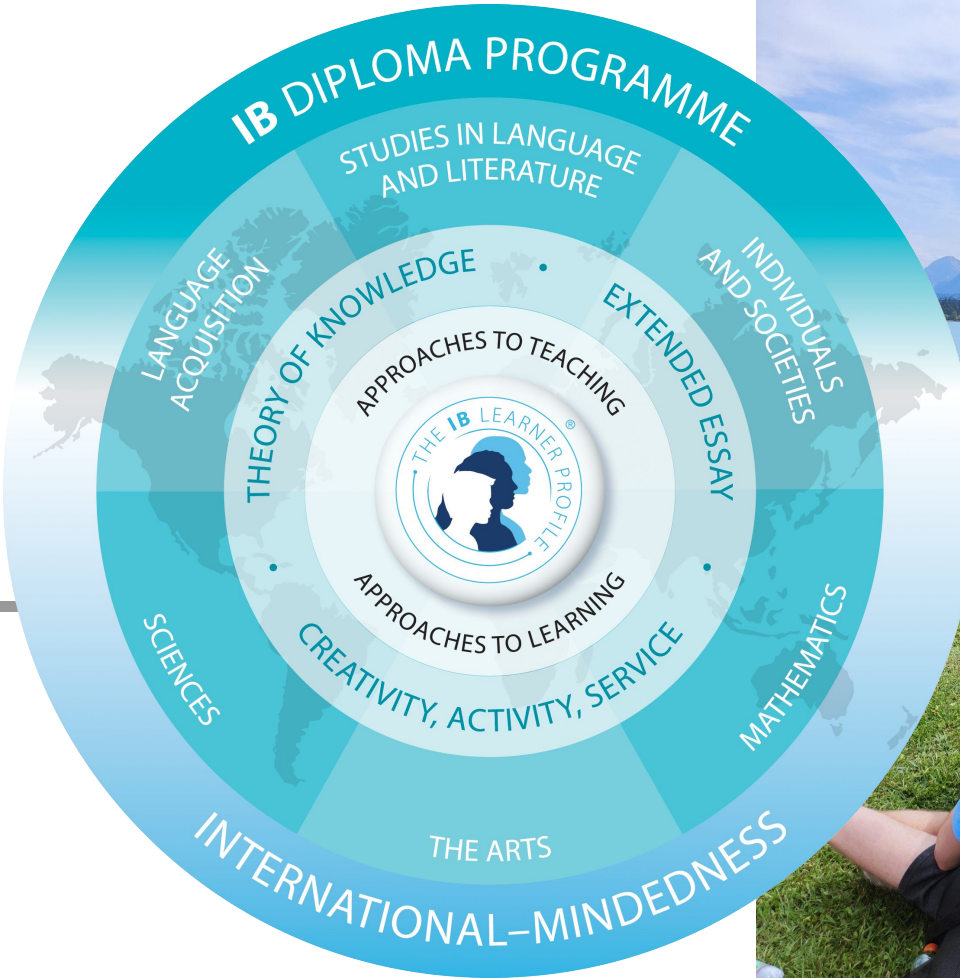 IB DIPLOMA PROGRAMME
STUDIES IN LANGUAGE
AND LITERATURE
LANGUAGE
ACQUISITION
INDIVIDUALS
AND SOCIETIES
THEORY OF KNOWLEDGE
•
EXTENDED ESSAY
APPROACHES TO TEACHING
THE IB LEARNER PROFILE®
APPROACHES TO LEARNING
•
CREATIVITY, ACTIVITY, SERVICE
•
SCIENCES
MATHEMATICS
THE ARTS
INTERNATIONAL–MINDEDNESS